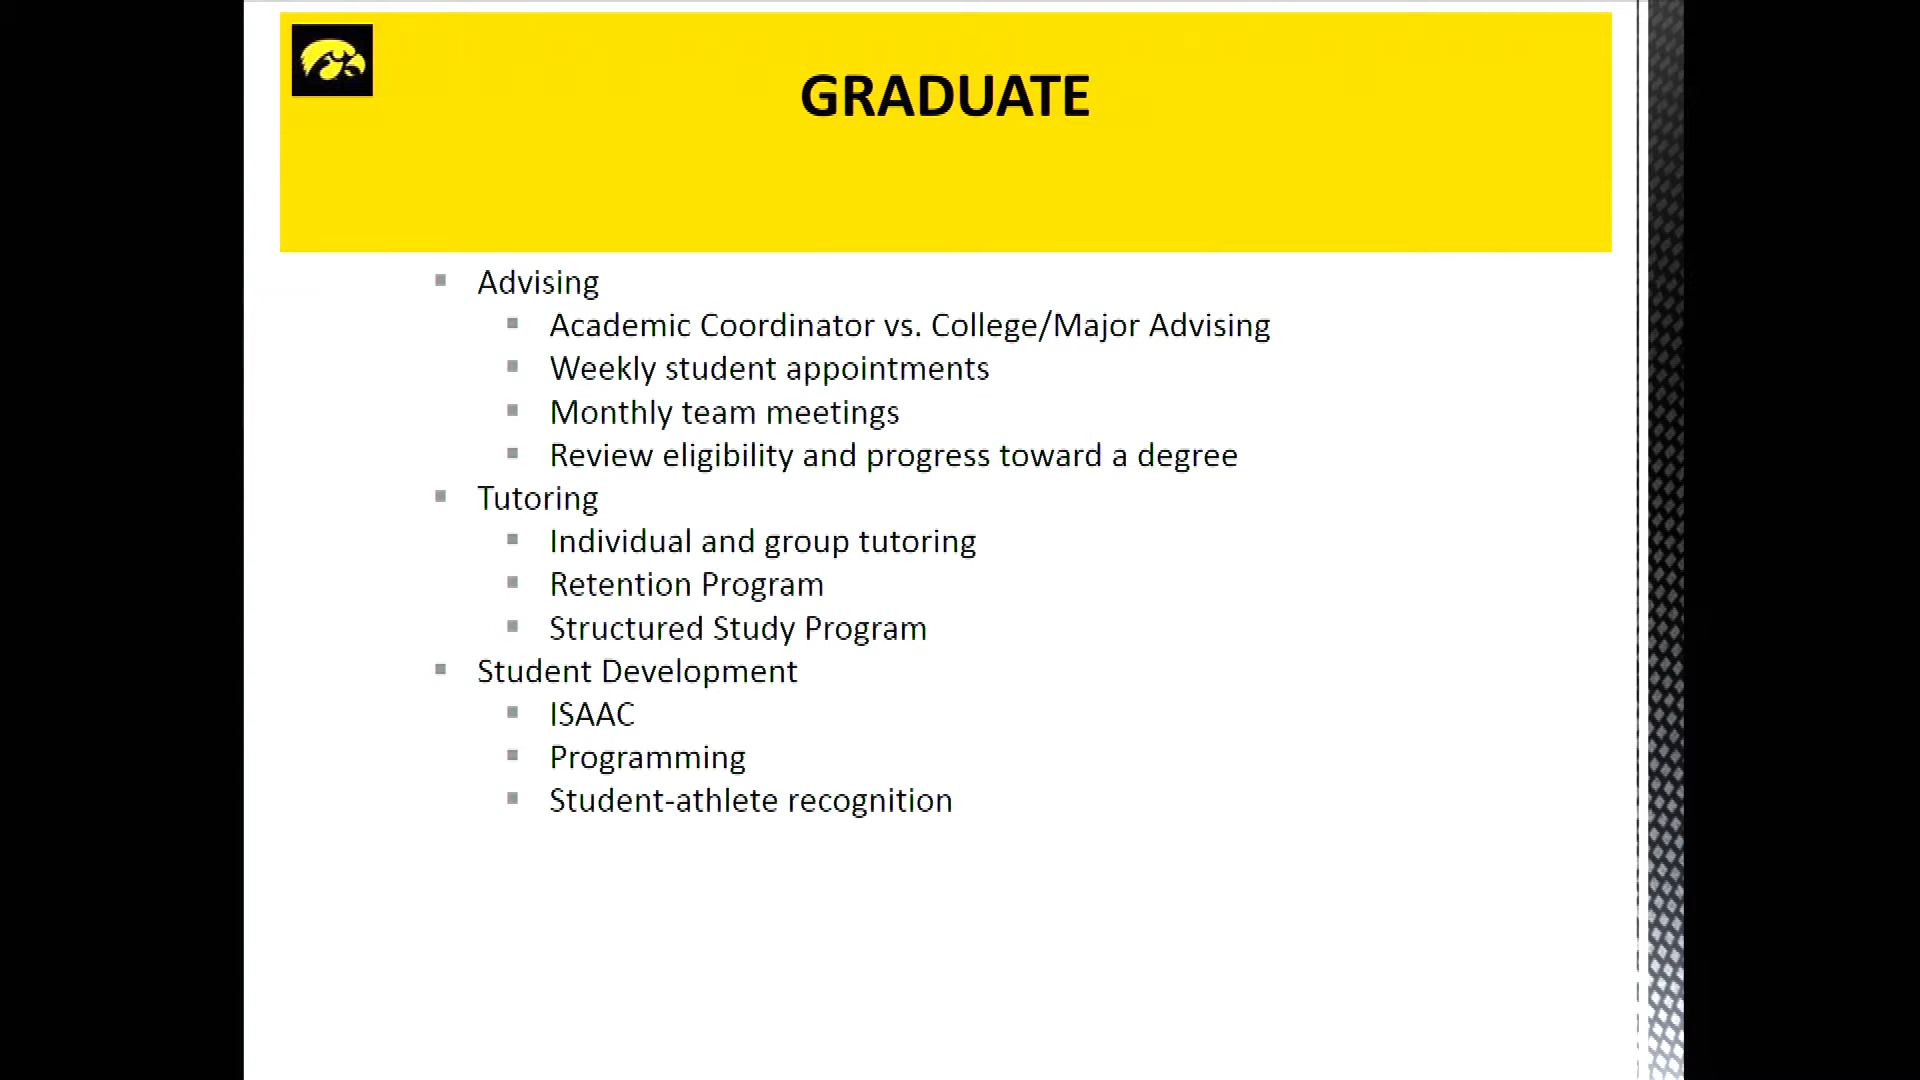 GRADUATE
Advising
Academic Coordinator vs. College/Major Advising
Weekly student appointments
Monthly team meetings
Review eligibility and progress toward a degree
Tutoring
Individual and group tutoring
Retention Program
Structured Study Program
Student Development
ISAAC
Programming
Student-athlete recognition